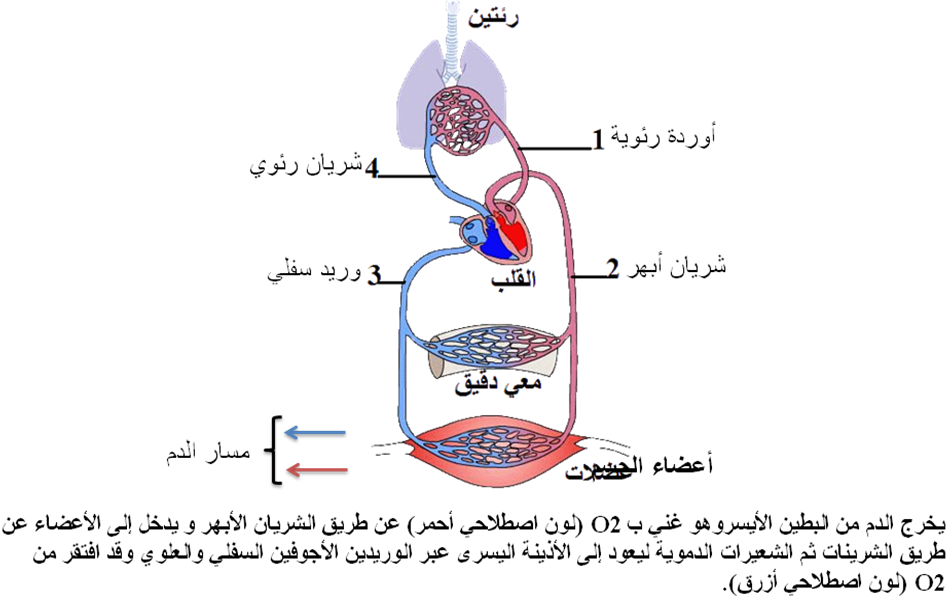 رئتين
أوردة رئوية 1
4 شريان رئوي
شريان أبهر 2
3 وريد سفلي
القلب
معي دقيق
مسار الدم
أعضاء الجسم
عضلات
يخرج الدم من البطين الأيسروهو غني ب O2 (لون اصطلاحي أحمر) عن طريق الشريان الأبهر و يدخل إلى الأعضاء عن
طريق الشرينات ثم الشعيرات الدموية ليعود إلى الأذينة اليسرى عبر الوريدين الأجوفين السفلي والعلوي وقد افتقر من
O2 (لون اصطلاحي أزرق).